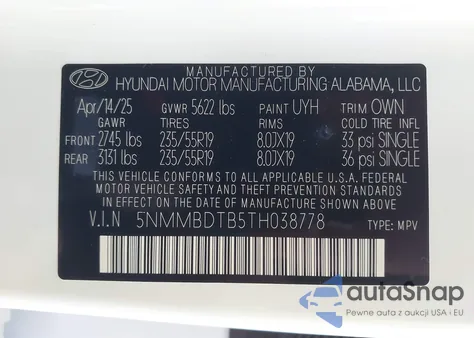 MANUFACTURED BY
HYUNDAI MOTOR MANUFACTURING ALABAMA, LLC
Apr/14/25 GVWR 5622 lbs PAINT UYH TRIM OWN
GAWR TIRES RIMS COLD TIRE INFL
FRONT 2745 lbs 235/55R19 8.0JX19 33 psi SINGLE
REAR 3131 lbs 235/55R19 8.0JX19 36 psi SINGLE
THIS VEHICLE CONFORMS TO ALL APPLICABLE U.S.A. FEDERAL
MOTOR VEHICLE SAFETY, BUMPER, AND THEFT PREVENTION STANDARDS
IN EFFECT ON THE DATE OF MANUFACTURE SHOWN ABOVE.
V.I.N 5NMMBDTB5TH038778 TYPE: MPV
autoSnap
Pewne auta z aukcji USA i EU